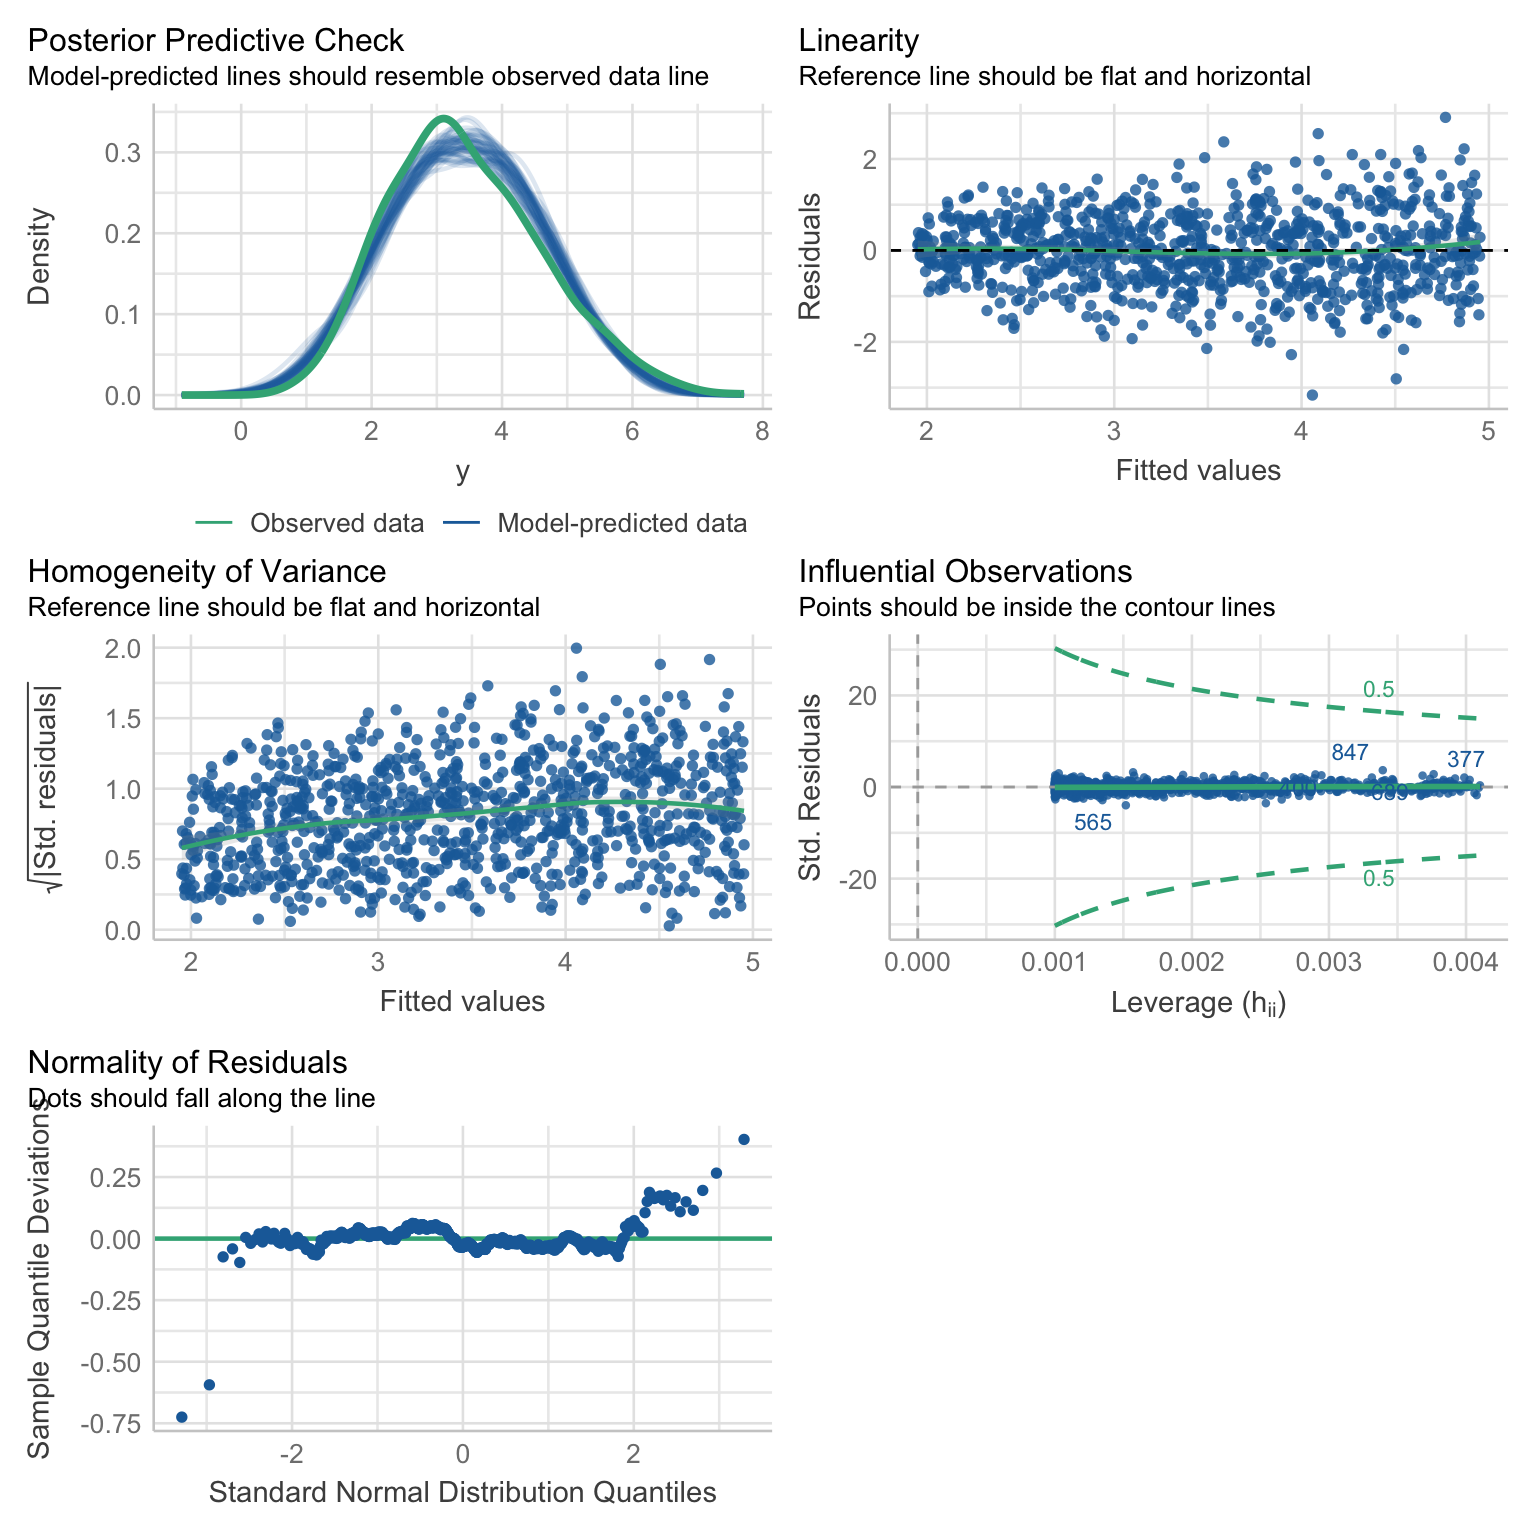 Posterior Predictive Check
Model-predicted lines should resemble observed data line
Density
0.3
0.2
0.1
0.0
0
2
4
6
8
y
Observed data
Model-predicted data
Linearity
Reference line should be flat and horizontal
Residuals
2
0
-2
2
3
4
5
Fitted values
Homogeneity of Variance
Reference line should be flat and horizontal
√|Std. residuals|
2.0
1.5
1.0
0.5
0.0
2
3
4
5
Fitted values
Influential Observations
Points should be inside the contour lines
Std. Residuals
20
0
-20
0.5
847
377
400
689
565
0.5
0.000
0.001
0.002
0.003
0.004
Leverage (hii)
Normality of Residuals
Dots should fall along the line
Sample Quantile Deviations
0.25
0.00
-0.25
-0.50
-0.75
-2
0
2
Standard Normal Distribution Quantiles